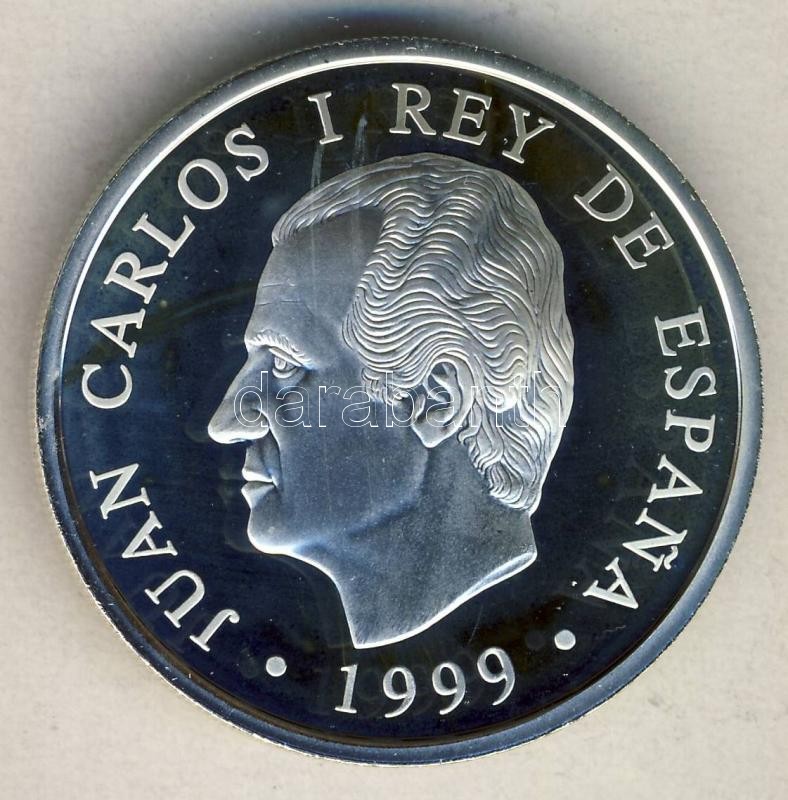 JUAN CARLOS I REY DE ESPAÑA
• 1999 •
darabanth